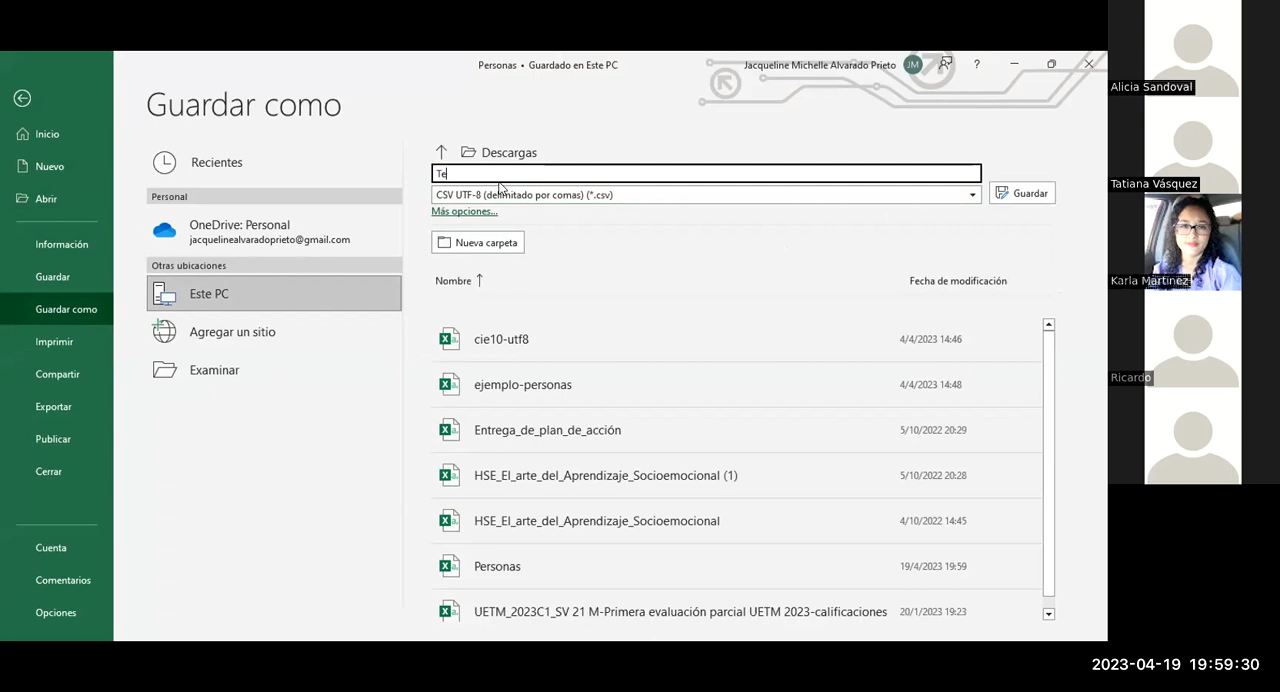 Personas • Guardado en Este PC
Jacqueline Michelle Alvarado Prieto
JM
?
Guardar como
Inicio
Nuevo
Abrir
Información
Guardar
Guardar como
Imprimir
Compartir
Exportar
Publicar
Cerrar
Cuenta
Comentarios
Opciones
Recientes
Personal
OneDrive: Personal
jacquelinealvaradoprieto@gmail.com
Otras ubicaciones
Este PC
Agregar un sitio
Examinar
Descargas
Te
CSV UTF-8 (delimitado por comas) (*.csv)
Guardar
Más opciones...
Nueva carpeta
Nombre
Fecha de modificación
cie10-utf8 4/4/2023 14:46
ejemplo-personas 4/4/2023 14:48
Entrega_de_plan_de_acción 5/10/2022 20:29
HSE_El_arte_del_Aprendizaje_Socioemocional (1) 5/10/2022 20:28
HSE_El_arte_del_Aprendizaje_Socioemocional 4/10/2022 14:45
Personas 19/4/2023 19:59
UETM_2023C1_SV 21 M-Primera evaluación parcial UETM 2023-calificaciones 20/1/2023 19:23
Alicia Sandoval
Tatiana Vásquez
Karla Martinez
Ricardo
2023-04-19 19:59:30